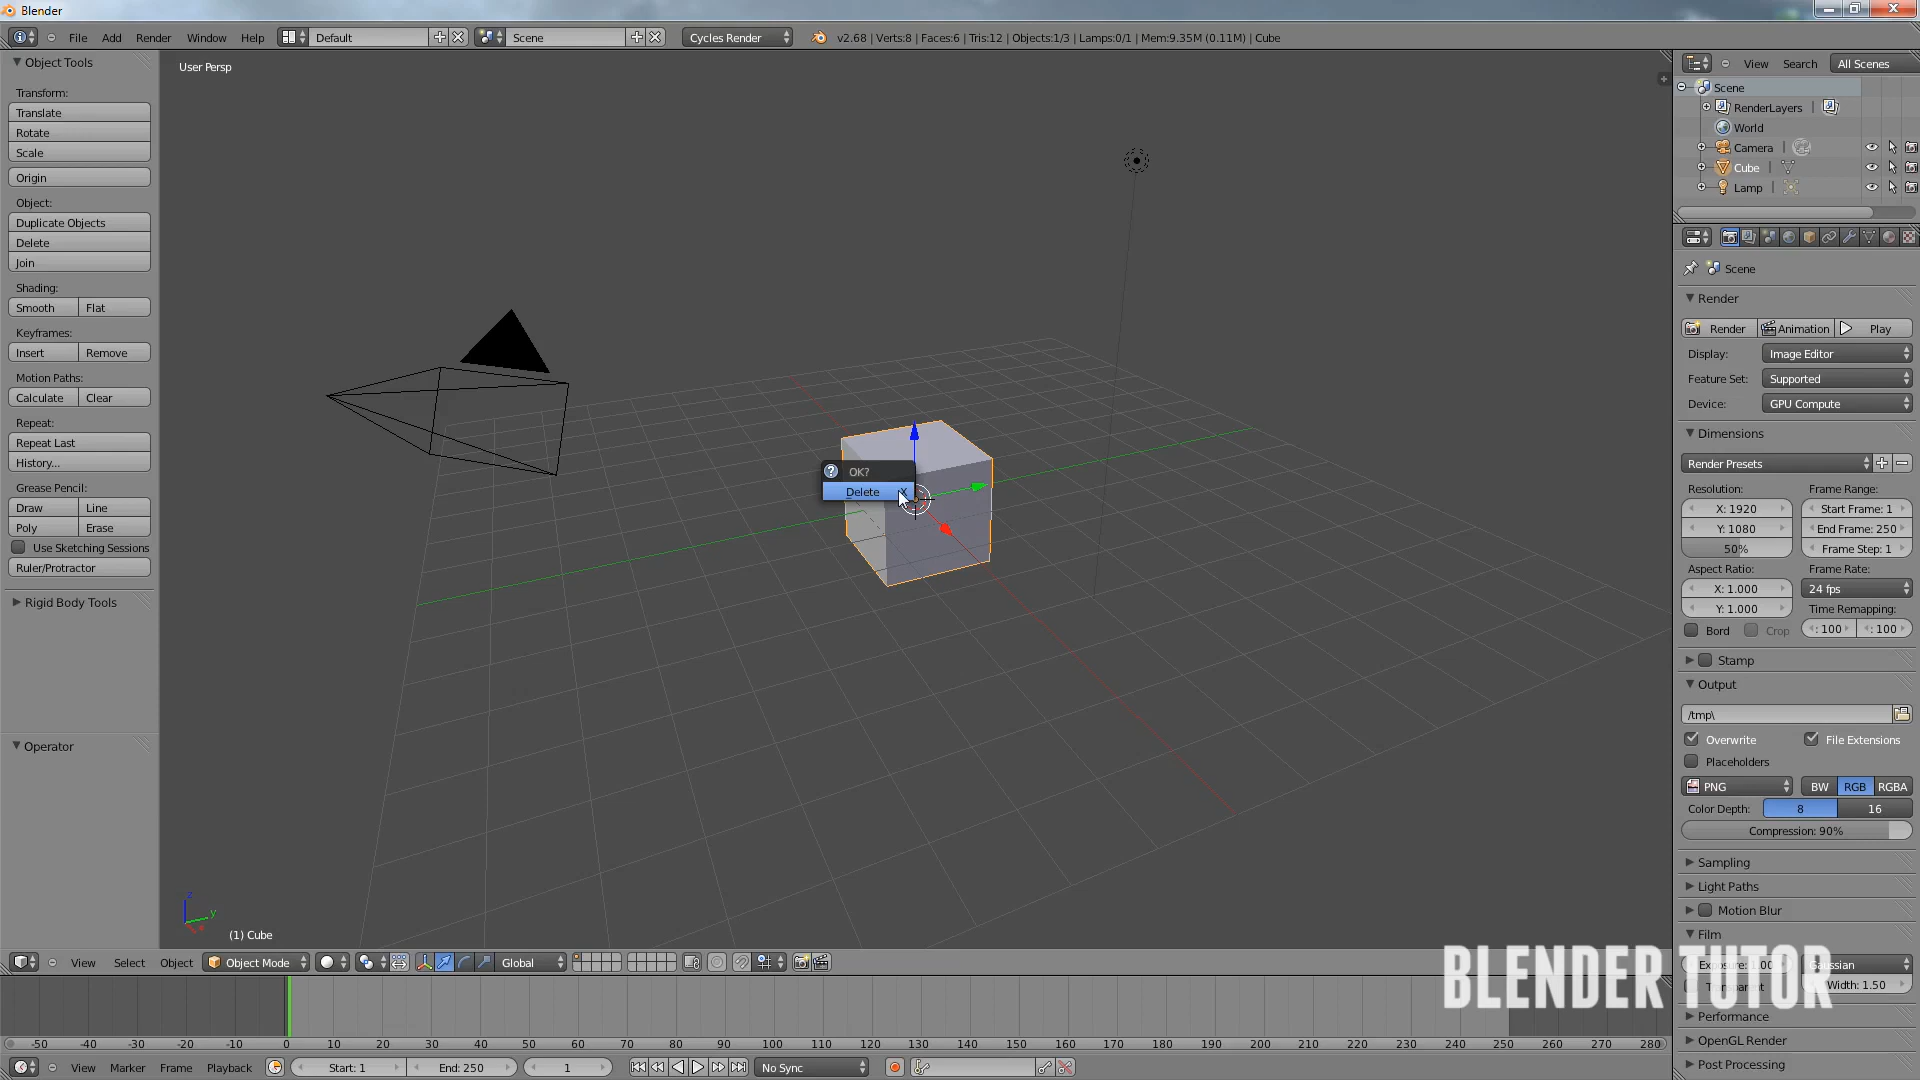 Blender
File Add Render Window Help Default Scene Cycles Render v2.68 | Verts:8 | Faces:6 | Tris:12 | Objects:1/3 | Lamps:0/1 | Mem:9.35M (0.11M) | Cube
Object Tools
Transform:
Translate
Rotate
Scale
Origin
Object:
Duplicate Objects
Delete
Join
Shading:
Smooth Flat
Keyframes:
Insert Remove
Motion Paths:
Calculate Clear
Repeat:
Repeat Last
History...
Grease Pencil:
Draw Line
Poly Erase
Use Sketching Sessions
Ruler/Protractor
Rigid Body Tools
Operator
User Persp
OK?
Delete X
z
y
x
(1) Cube
View Search All Scenes
Scene
RenderLayers |
World
Camera |
Cube |
Lamp |
Scene
Render
Render Animation Play
Display: Image Editor
Feature Set: Supported
Device: GPU Compute
Dimensions
Render Presets
Resolution: Frame Range:
X: 1920 Start Frame: 1
Y: 1080 End Frame: 250
50% Frame Step: 1
Aspect Ratio: Frame Rate:
X: 1.000 24 fps
Y: 1.000 Time Remapping:
Bord Crop : 100 : 100
Stamp
Output
/tmp\
Overwrite File Extensions
Placeholders
PNG BW RGB RGBA
Color Depth: 8 16
Compression: 90%
Sampling
Light Paths
Motion Blur
Film
Exposure: 1.00 Gaussian
Transparent Width: 1.50
Performance
OpenGL Render
Post Processing
BLENDER TUTOR
View Select Object Object Mode Global
-50 -40 -30 -20 -10 0 10 20 30 40 50 60 70 80 90 100 110 120 130 140 150 160 170 180 190 200 210 220 230 240 250 260 270 280
View Marker Frame Playback Start: 1 End: 250 1 No Sync